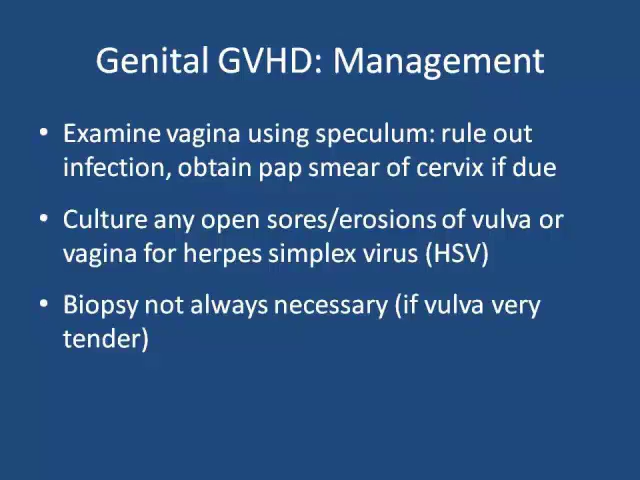 Genital GVHD: Management
• Examine vagina using speculum: rule out
infection, obtain pap smear of cervix if due
• Culture any open sores/erosions of vulva or
vagina for herpes simplex virus (HSV)
• Biopsy not always necessary (if vulva very
tender)